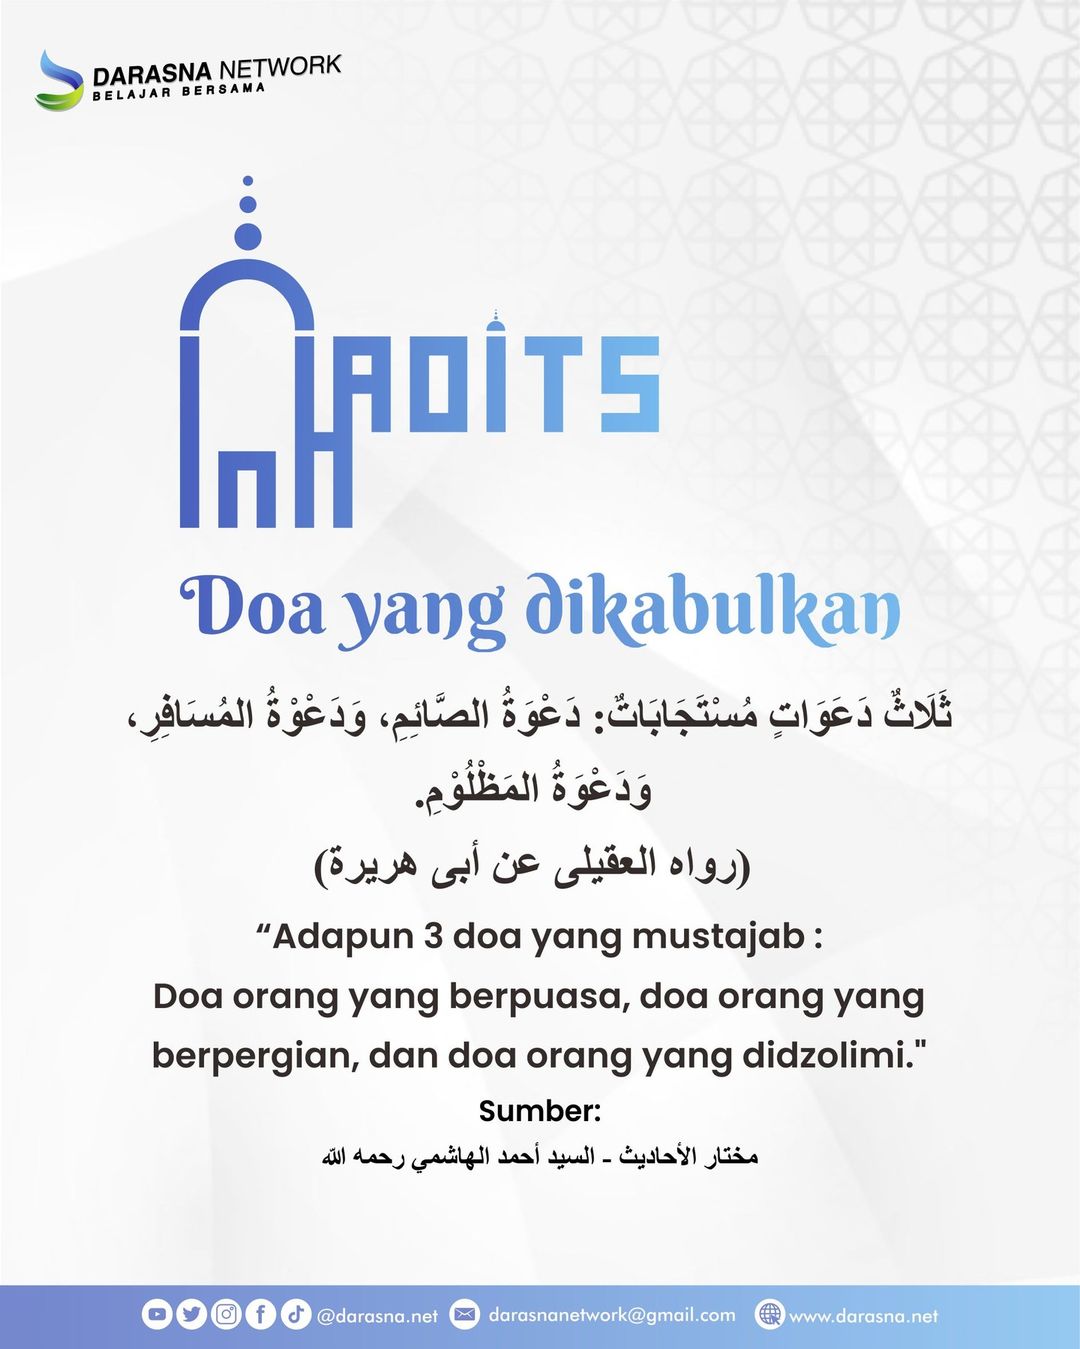 DARASNA NETWORK
BELAJAR BERSAMA
HADITS
Doa yang dikabulkan
ثَلَاثٌ دَعَوَاتٍ مُسْتَجَابَاتٌ: دَعْوَةُ الصَّائِمِ، وَدَعْوْةُ المُسَافِرِ،
وَدَعْوَةُ المَظْلُوْمِ.
(رواه العقيلى عن أبى هريرة)
“Adapun 3 doa yang mustajab :
Doa orang yang berpuasa, doa orang yang
berpergian, dan doa orang yang didzolimi."
Sumber:
مختار الأحاديث - السيد أحمد الهاشمي رحمه الله
@darasna.net darasnanetwork@gmail.com www.darasna.net